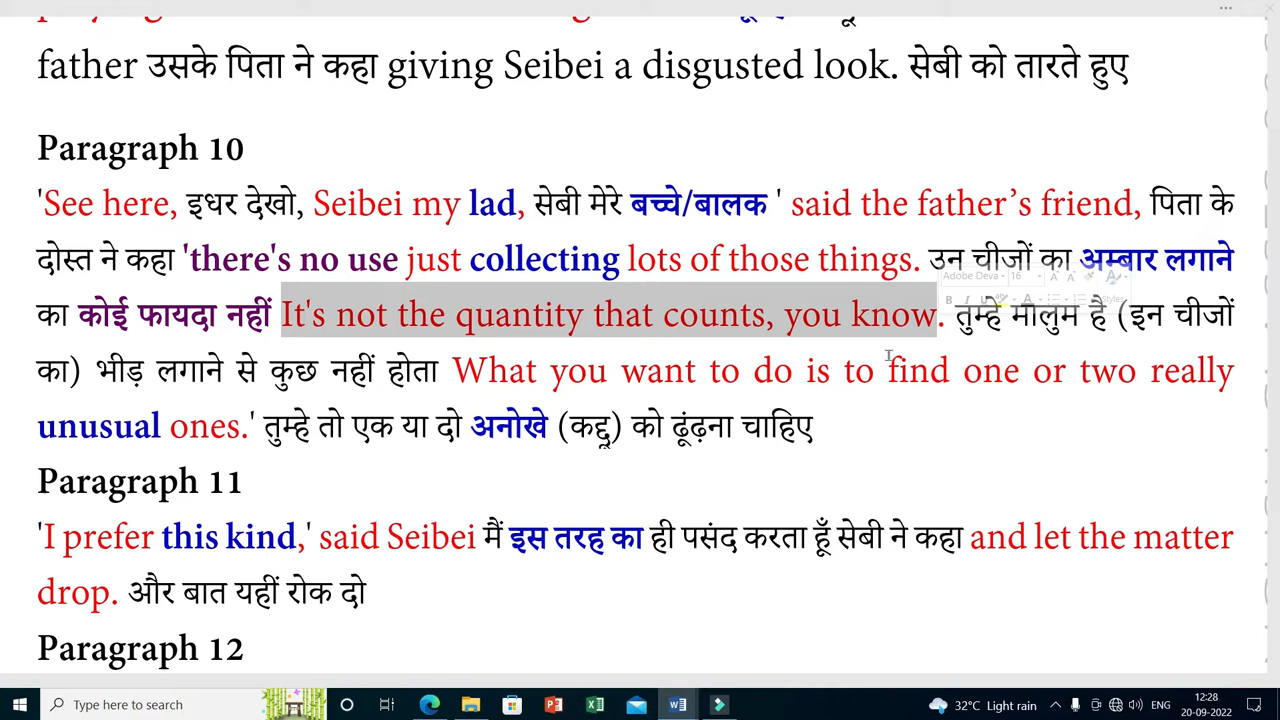 father उसके पिता ने कहा giving Seibei a disgusted look. सेबी को तारते हुए
Paragraph 10
'See here, इधर देखो, Seibei my lad, सेबी मेरे बच्चे/बालक ' said the father’s friend, पिता के
दोस्त ने कहा 'there's no use just collecting lots of those things. उन चीजों का अम्बार लगाने
का कोई फायदा नहीं It's not the quantity that counts, you know. तुम्हे मालुम है (इन चीजों
का) भीड़ लगाने से कुछ नहीं होता What you want to do is to find one or two really
unusual ones.' तुम्हे तो एक या दो अनोखे (कद्दू) को ढूंढ़ना चाहिए
Adobe Deva 16
B I U A Styles
Paragraph 11
'I prefer this kind,' said Seibei मैं इस तरह का ही पसंद करता हूँ सेबी ने कहा and let the matter
drop. और बात यहीं रोक दो
Paragraph 12
Type here to search
32°C Light rain
ENG
12:28
20-09-2022